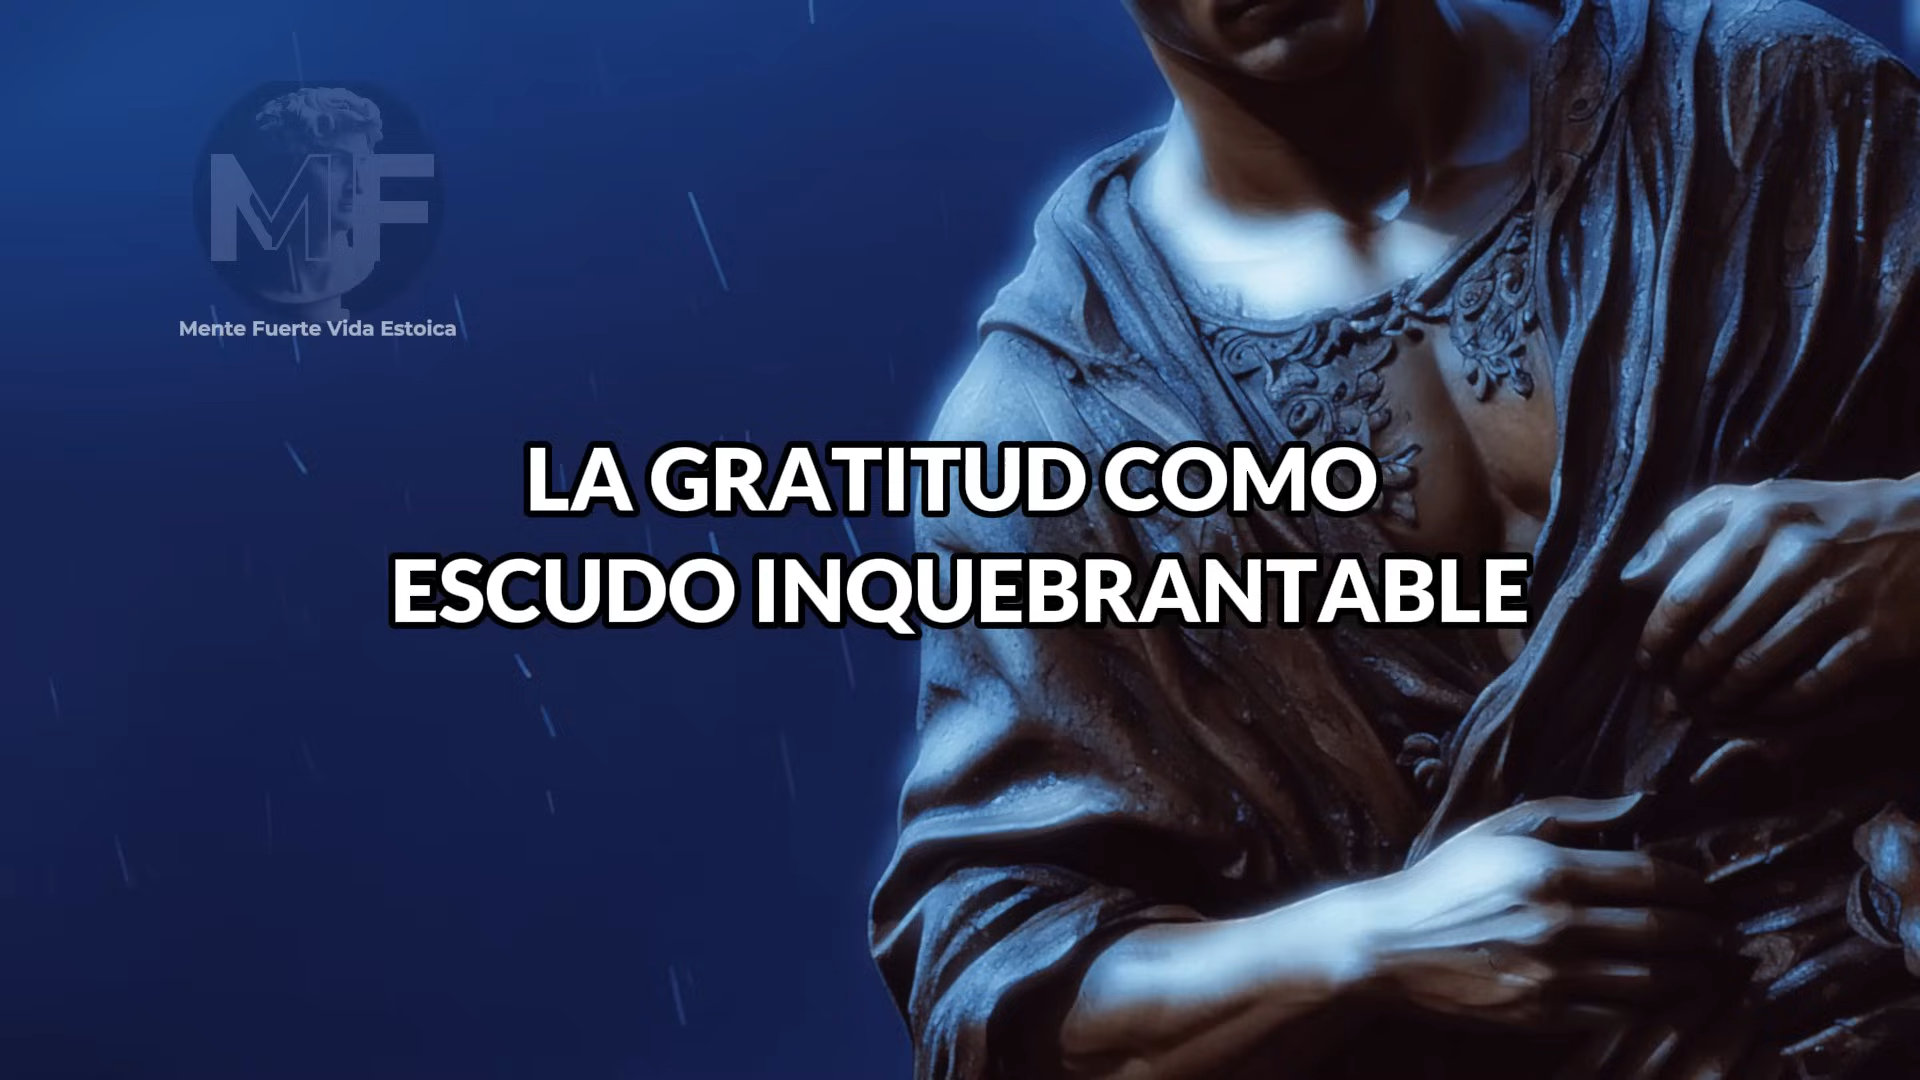 MF
Mente Fuerte Vida Estoica
LA GRATITUD COMO
ESCUDO INQUEBRANTABLE